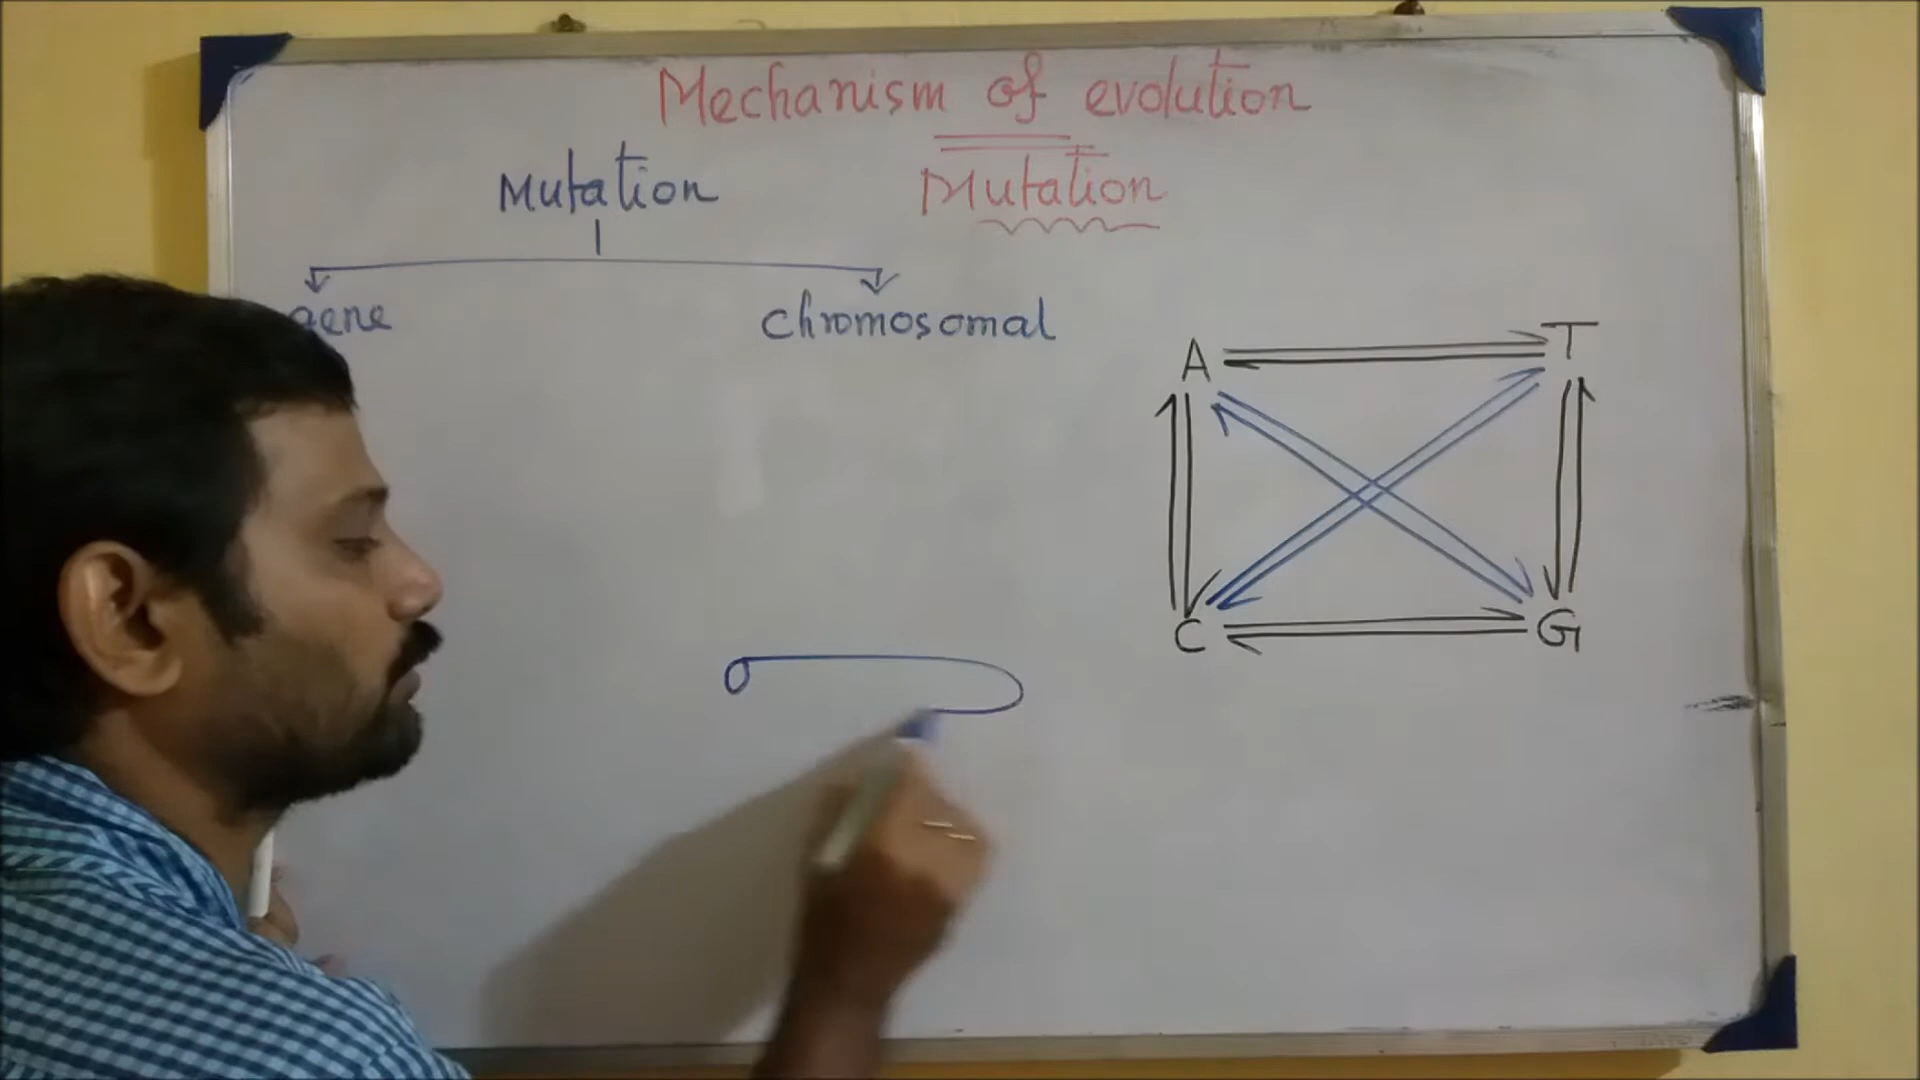 Mechanism of evolution
Mutation
Mutation
gene
chromosomal
A
T
C
G